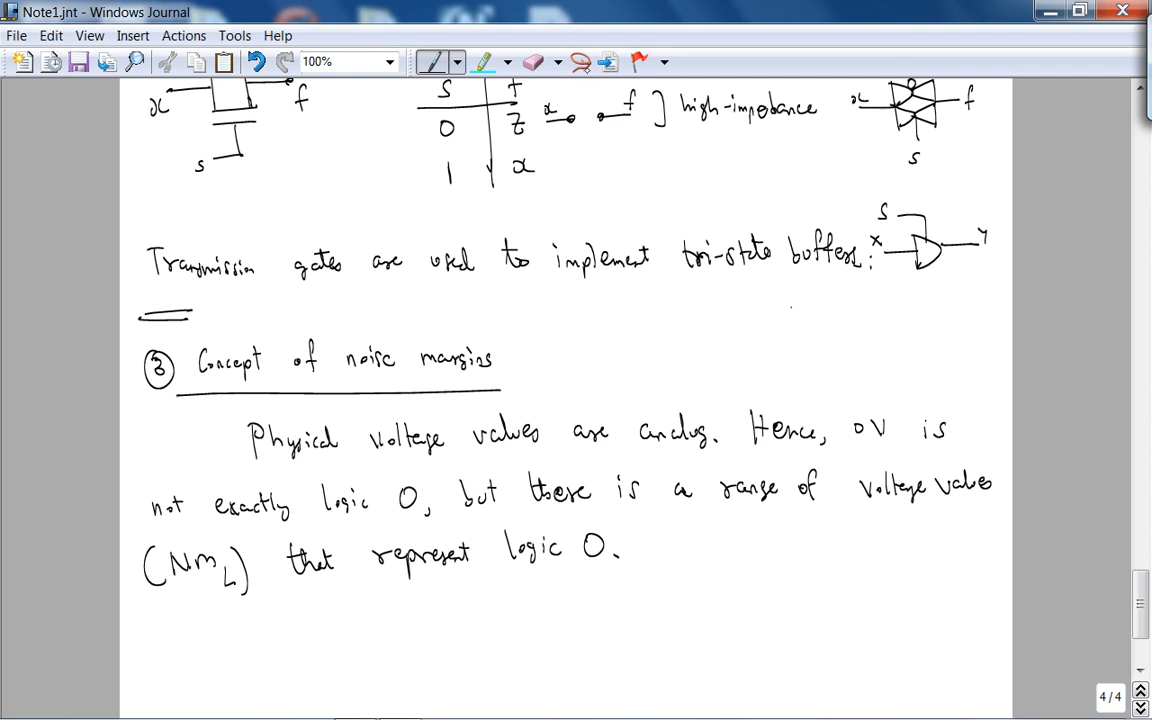 Note1.jnt - Windows Journal
File Edit View Insert Actions Tools Help
100%
x f s
s f
0 z x f ] high-impedance
1 x
x f s
Transmission gates are used to implement tri-state buffers: s x y
3 Concept of noise margins
Physical voltage values are analog. Hence, 0V is
not exactly logic 0, but there is a range of voltage values
(NM_L) that represent logic 0.
4/4